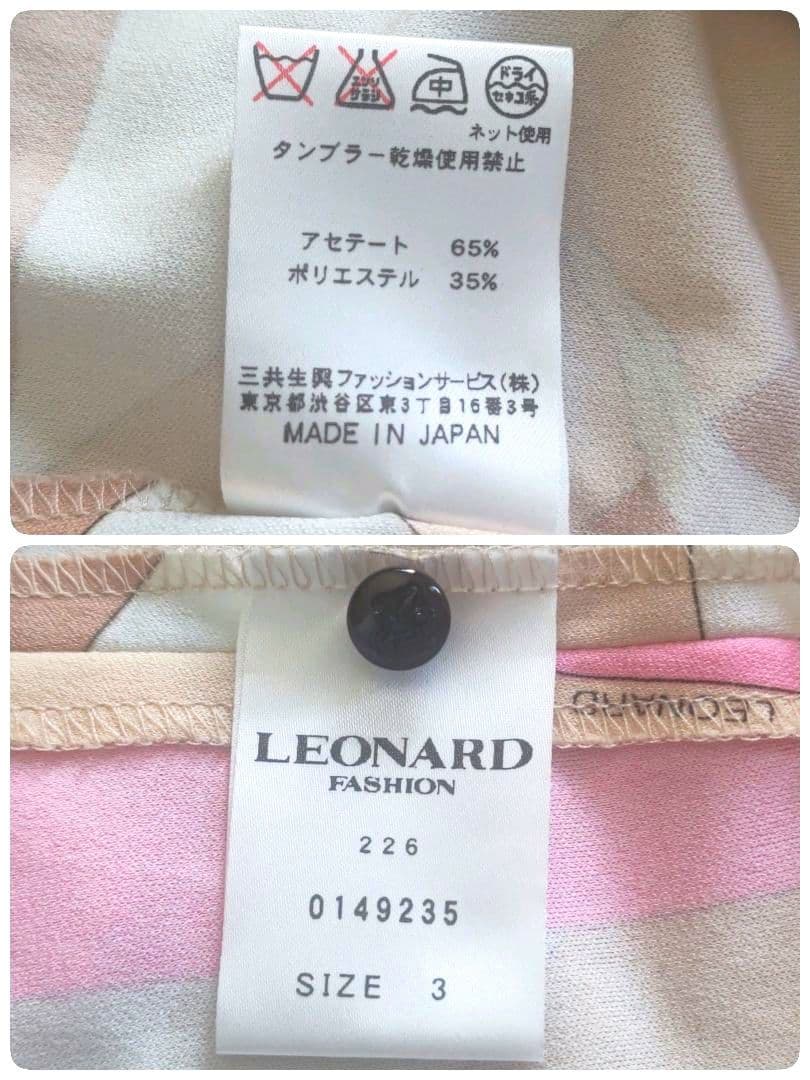 エンソ
サラシ
中
ドライ
セキユ系
ネット使用
タンブラー乾燥使用禁止
アセテート 65%
ポリエステル 35%
三共生興ファッションサービス(株)
東京都渋谷区東3丁目16番3号
MADE IN JAPAN
LEONARD
LEONARD
FASHION
226
0149235
SIZE 3